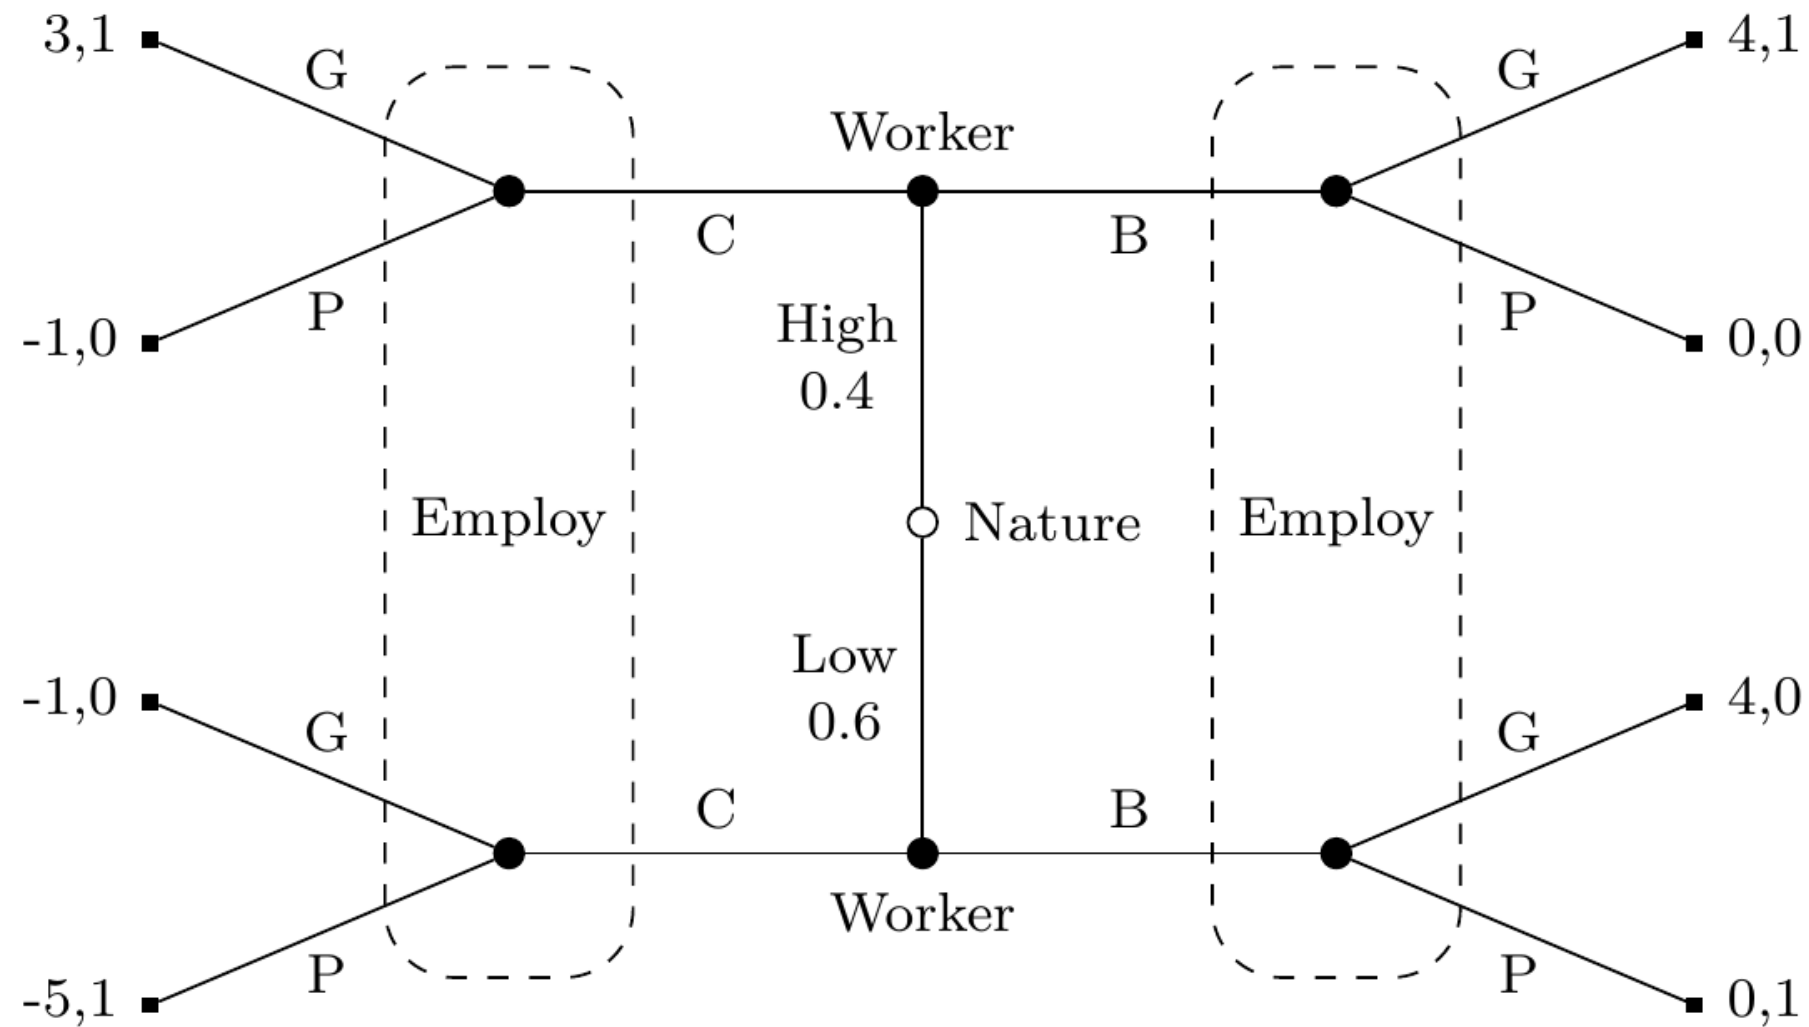 3,1
G
Worker
G
4,1
C
B
P
High
0.4
P
-1,0
0,0
Employ
Nature
Employ
-1,0
G
Low
0.6
G
4,0
C
B
Worker
P
P
-5,1
0,1